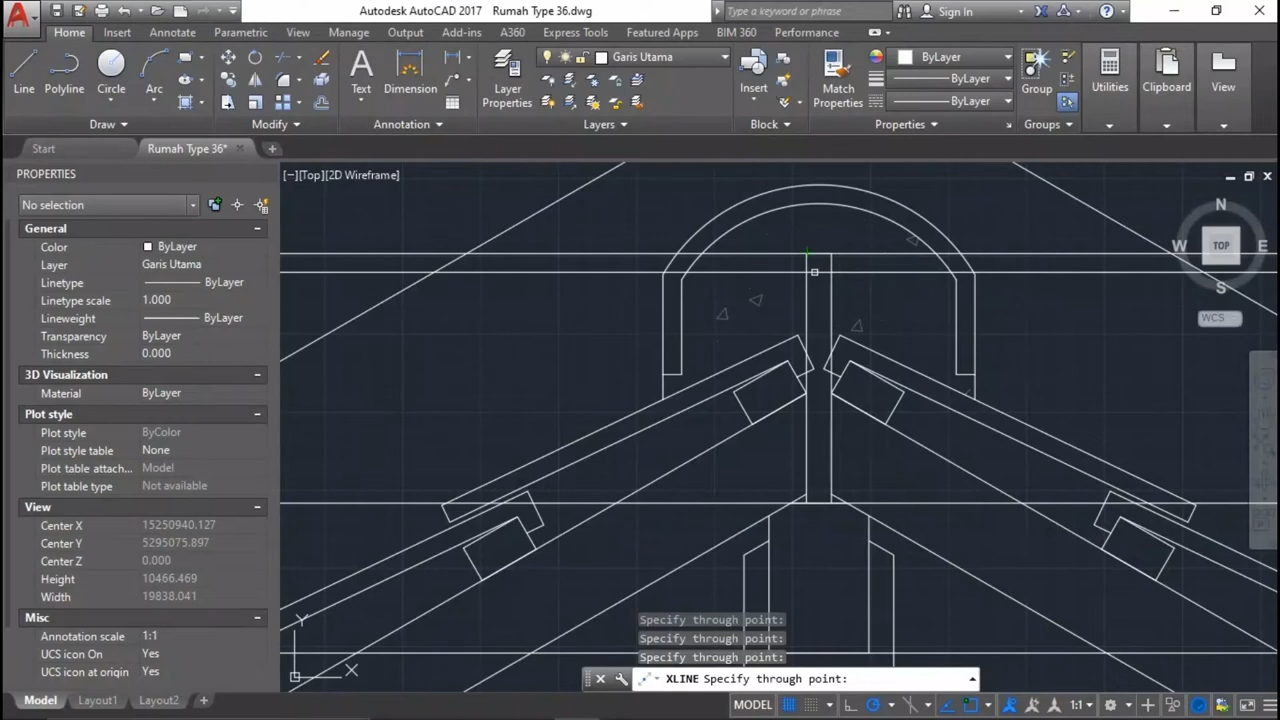 Autodesk AutoCAD 2017 Rumah Type 36.dwg
Type a keyword or phrase
Sign In
Home Insert Annotate Parametric View Manage Output Add-ins A360 Express Tools Featured Apps BIM 360 Performance
Garis Utama
ByLayer
ByLayer
ByLayer
Line Polyline Circle Arc
Text Dimension
Layer Properties
Insert
Match Properties
Group
Utilities
Clipboard
View
Draw Modify Annotation Layers Block Properties Groups
Start
Rumah Type 36*
PROPERTIES
No selection
General
Color ByLayer
Layer Garis Utama
Linetype ByLayer
Linetype scale 1.000
Lineweight ByLayer
Transparency ByLayer
Thickness 0.000
3D Visualization
Material ByLayer
Plot style
Plot style ByColor
Plot style table None
Plot table attach... Model
Plot table type Not available
View
Center X 15250940.127
Center Y 5295075.897
Center Z 0.000
Height 10466.469
Width 19838.041
Misc
Annotation scale 1:1
UCS icon On Yes
UCS icon at origin Yes
[−][Top][2D Wireframe]
N
W TOP E
S
WCS
Y
X
Specify through point:
Specify through point:
Specify through point:
XLINE Specify through point:
Model Layout1 Layout2 +
MODEL
1:1